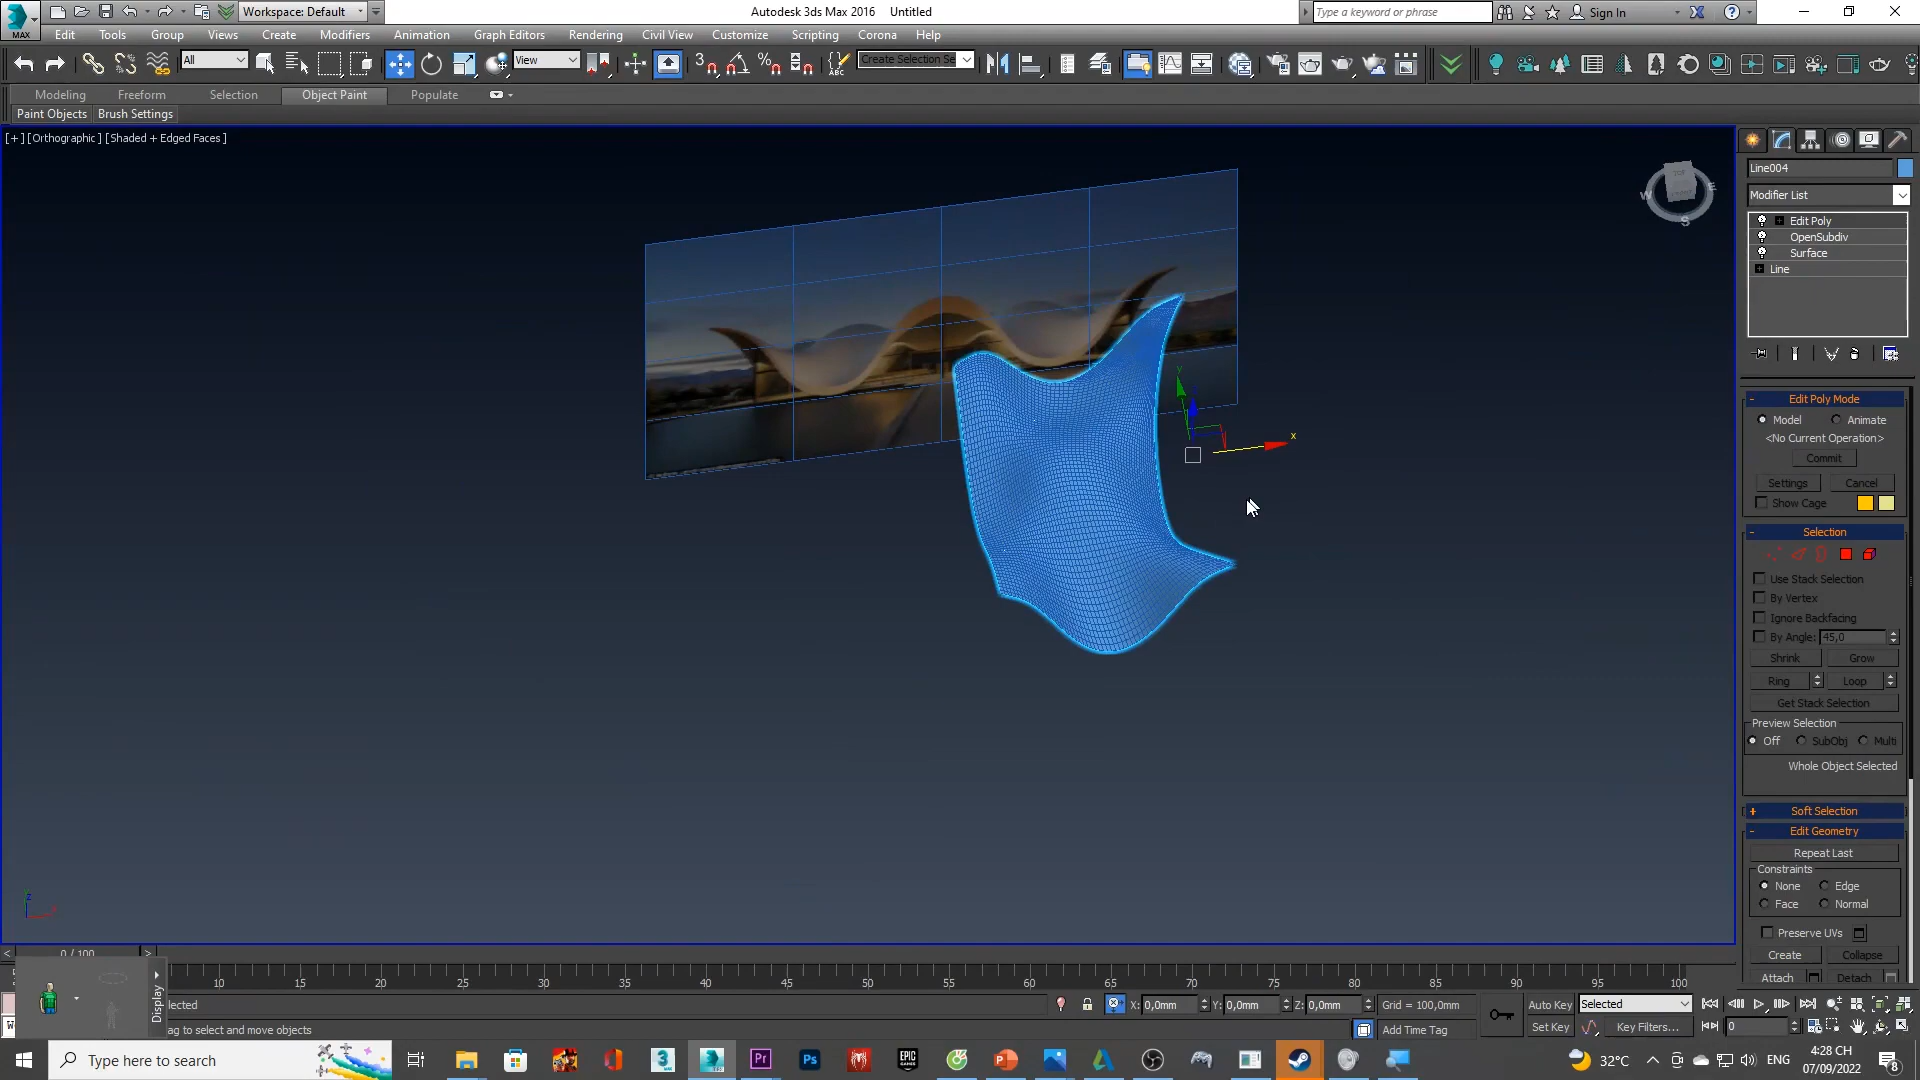 Workspace: Default
Autodesk 3ds Max 2016 Untitled
Type a keyword or phrase
Sign In
MAX
Edit Tools Group Views Create Modifiers Animation Graph Editors Rendering Civil View Customize Scripting Corona Help
All
View
3
ABC
Create Selection Se
Modeling Freeform Selection Object Paint Populate
Paint Objects Brush Settings
[+] [Orthographic] [Shaded + Edged Faces]
Line004
Modifier List
Edit Poly
OpenSubdiv
Surface
Line
Edit Poly Mode
Model Animate
<No Current Operation>
Commit
Settings Cancel
Show Cage
Selection
Use Stack Selection
By Vertex
Ignore Backfacing
By Angle: 45,0
Shrink Grow
Ring Loop
Get Stack Selection
Preview Selection
Off SubObj Multi
Whole Object Selected
Soft Selection
Edit Geometry
Repeat Last
Constraints
None Edge
Face Normal
Preserve UVs
Create Collapse
Attach Detach
TOP
W
E
S
y
x
z
0 / 100
10 15 20 25 30 35 40 45 50 55 60 65 70 75 80 85 90 95 100
Display
lected
X: 0,0mm Y: 0,0mm Z: 0,0mm Grid = 100,0mm
Auto Key Selected
ag to select and move objects
Add Time Tag
Set Key Key Filters... 0
Type here to search
32°C
ENG
4:28 CH
07/09/2022
8